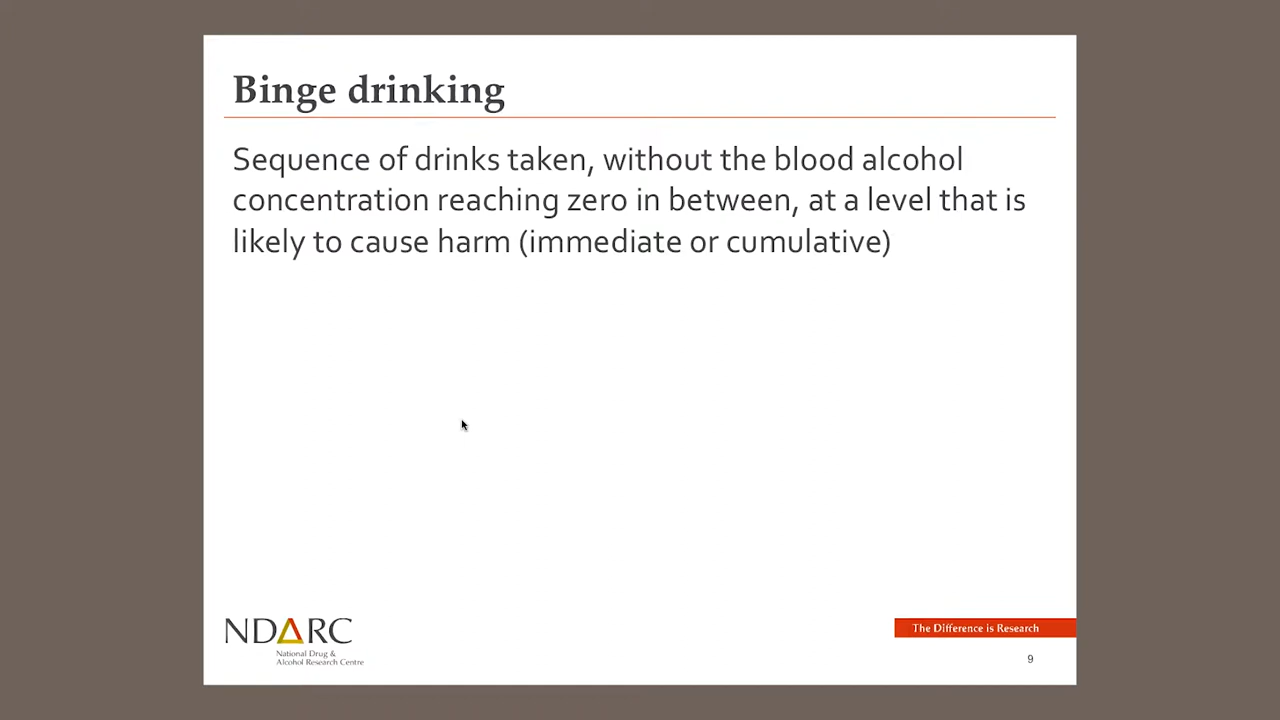 Binge drinking
Sequence of drinks taken, without the blood alcohol
concentration reaching zero in between, at a level that is
likely to cause harm (immediate or cumulative)
NDARC
National Drug &
Alcohol Research Centre
The Difference is Research
9